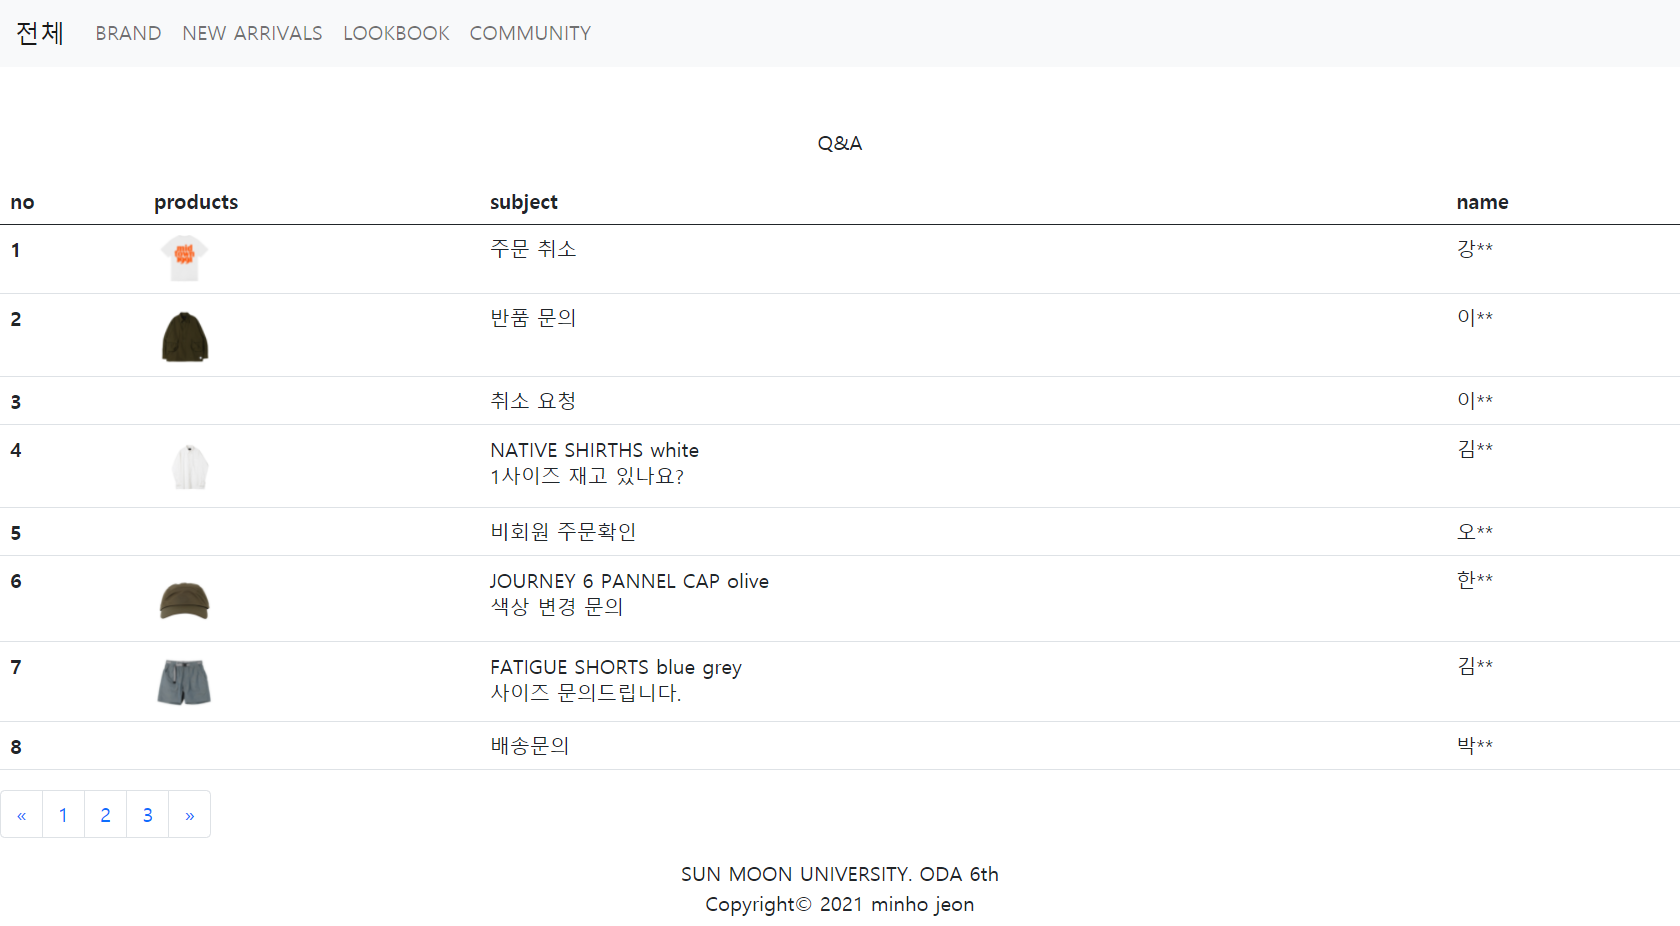 전체 BRAND NEW ARRIVALS LOOKBOOK COMMUNITY
Q&A
no products subject name
1 주문 취소 강**
2 반품 문의 이**
3 취소 요청 이**
4 NATIVE SHIRTHS white 김**
1사이즈 재고 있나요?
5 비회원 주문확인 오**
6 JOURNEY 6 PANNEL CAP olive 한**
색상 변경 문의
7 FATIGUE SHORTS blue grey 김**
사이즈 문의드립니다.
8 배송문의 박**
« 1 2 3 »
SUN MOON UNIVERSITY. ODA 6th
Copyright© 2021 minho jeon